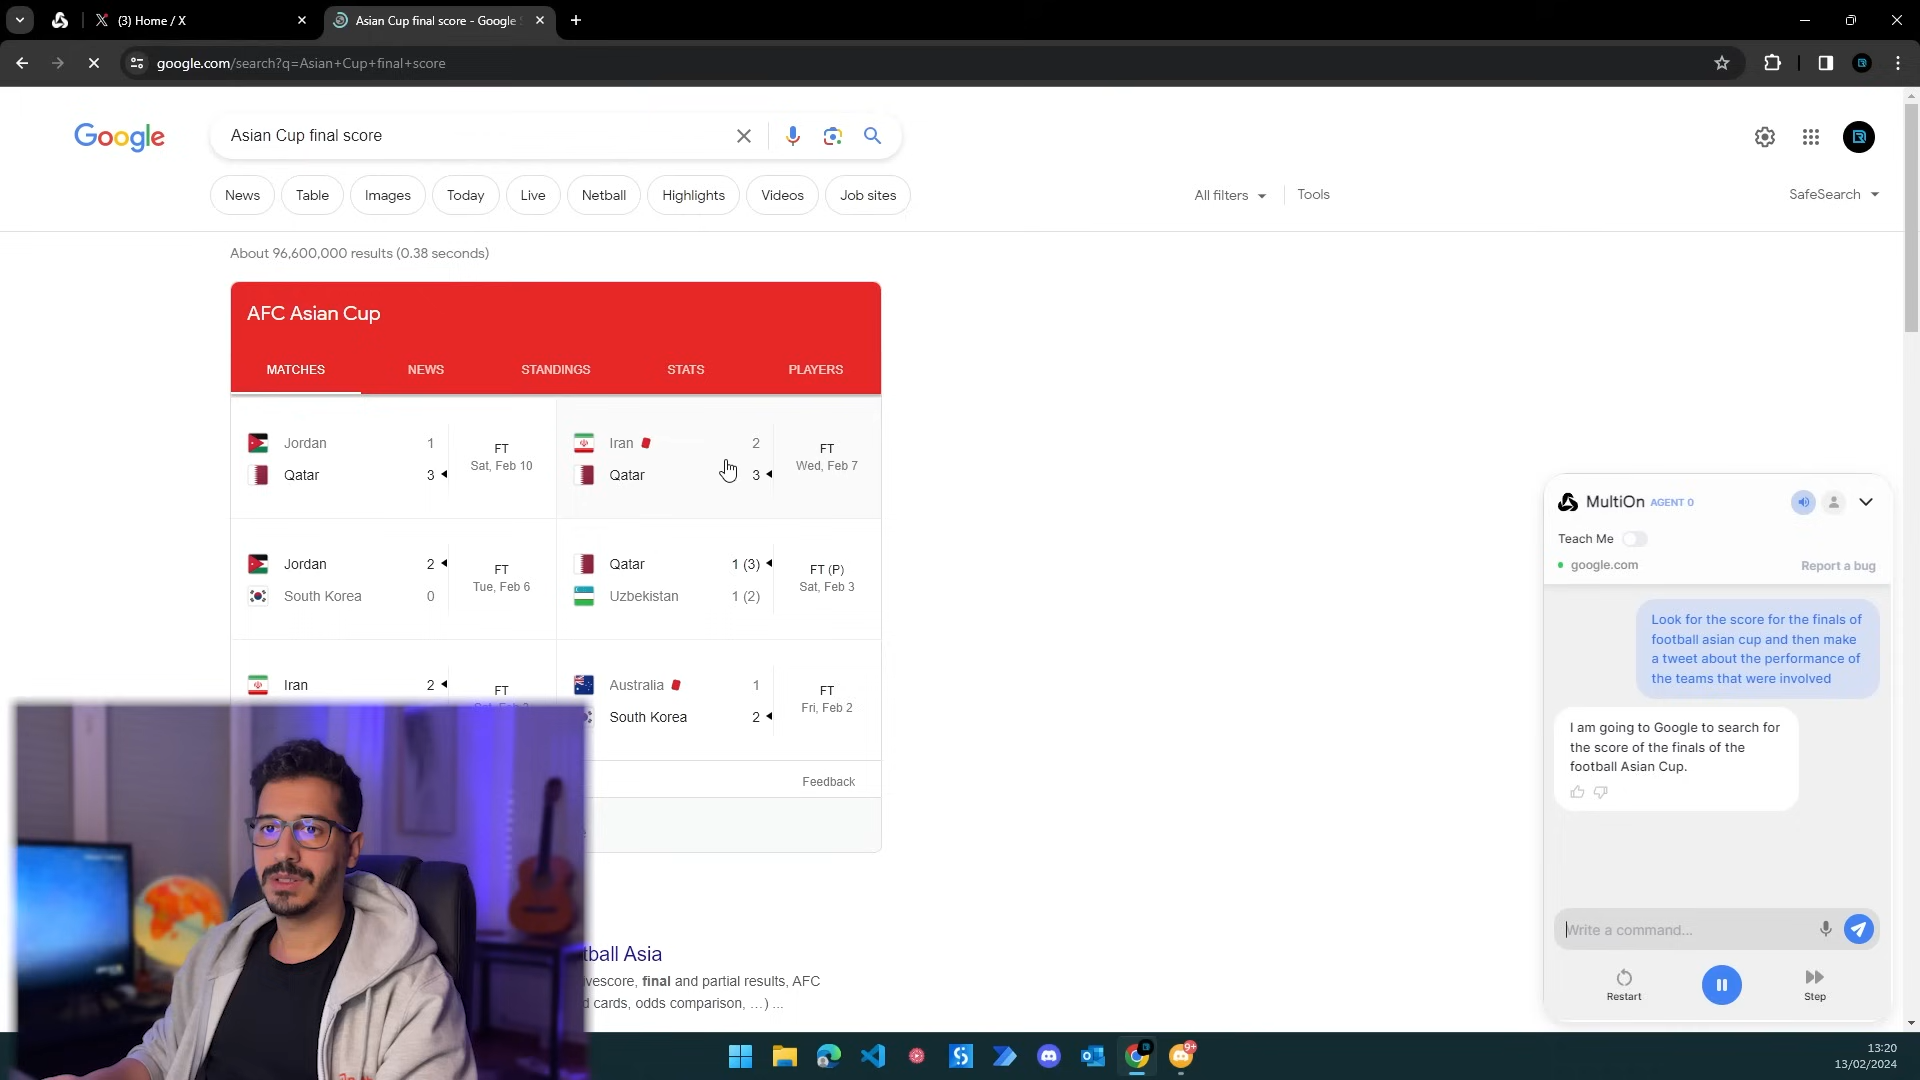 (3) Home / X
Asian Cup final score - Google
google.com/search?q=Asian+Cup+final+score
Google
Asian Cup final score
News
Table
Images
Today
Live
Netball
Highlights
Videos
Job sites
All filters
Tools
SafeSearch
About 96,600,000 results (0.38 seconds)
AFC Asian Cup
MATCHES
NEWS
STANDINGS
STATS
PLAYERS
Jordan 1
Qatar 3
FT
Sat, Feb 10
Iran 2
Qatar 3
FT
Wed, Feb 7
Jordan 2
South Korea 0
FT
Tue, Feb 6
Qatar 1 (3)
Uzbekistan 1 (2)
FT (P)
Sat, Feb 3
Iran 2
FT
Australia 1
South Korea 2
FT
Fri, Feb 2
Feedback
tball Asia
vescore, final and partial results, AFC
d cards, odds comparison, …) ...
MultiOn AGENT 0
Teach Me
google.com
Report a bug
Look for the score for the finals of
football asian cup and then make
a tweet about the performance of
the teams that were involved
I am going to Google to search for
the score of the finals of the
football Asian Cup.
Write a command...
Restart
Step
9+
13:20
13/02/2024